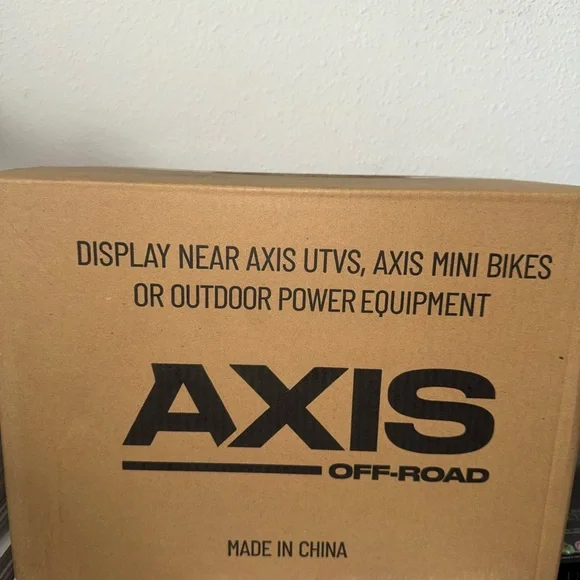 DISPLAY NEAR AXIS UTVS, AXIS MINI BIKES
OR OUTDOOR POWER EQUIPMENT
AXIS
OFF-ROAD
MADE IN CHINA